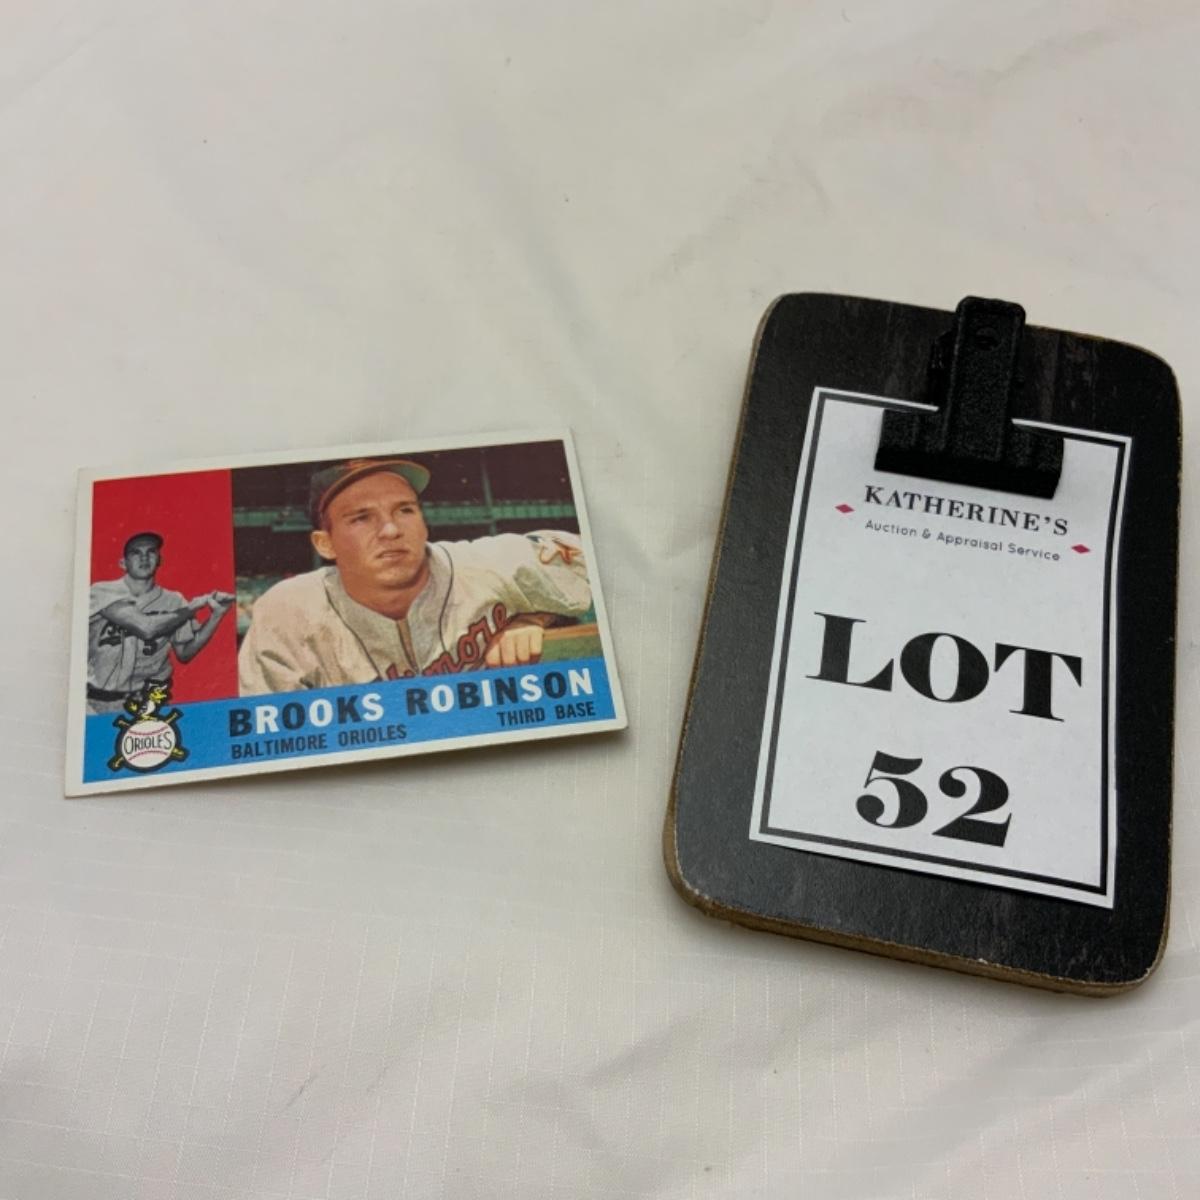 BROOKS ROBINSON
BALTIMORE ORIOLES
THIRD BASE
ORIOLES
KATHERINE'S
Auction & Appraisal Service
LOT
52